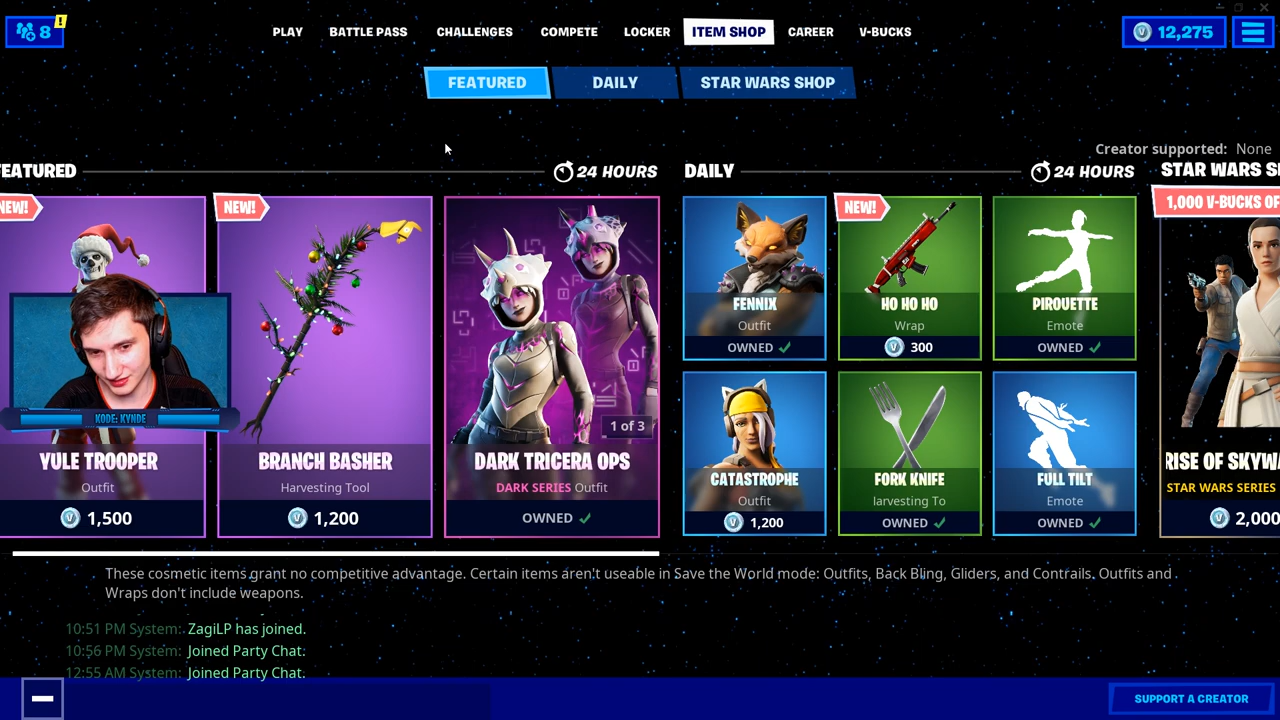 8
!
PLAY
BATTLE PASS
CHALLENGES
COMPETE
LOCKER
ITEM SHOP
CAREER
V-BUCKS
12,275
FEATURED
DAILY
STAR WARS SHOP
Creator supported: None
FEATURED
24 HOURS
NEW!
YULE TROOPER
Outfit
1,500
KODE: KYNDE
NEW!
BRANCH BASHER
Harvesting Tool
1,200
1 of 3
DARK TRICERA OPS
DARK SERIES Outfit
OWNED
DAILY
24 HOURS
FENNIX
Outfit
OWNED
NEW!
HO HO HO
Wrap
300
PIROUETTE
Emote
OWNED
CATASTROPHE
Outfit
1,200
FORK KNIFE
larvesting To
OWNED
FULL TILT
Emote
OWNED
STAR WARS S
1,000 V-BUCKS OF
RISE OF SKYWA
STAR WARS SERIES
2,000
These cosmetic items grant no competitive advantage. Certain items aren't useable in Save the World mode: Outfits, Back Bling, Gliders, and Contrails. Outfits and
Wraps don't include weapons.
10:51 PM System: ZagiLP has joined.
10:56 PM System: Joined Party Chat.
12:55 AM System: Joined Party Chat.
SUPPORT A CREATOR